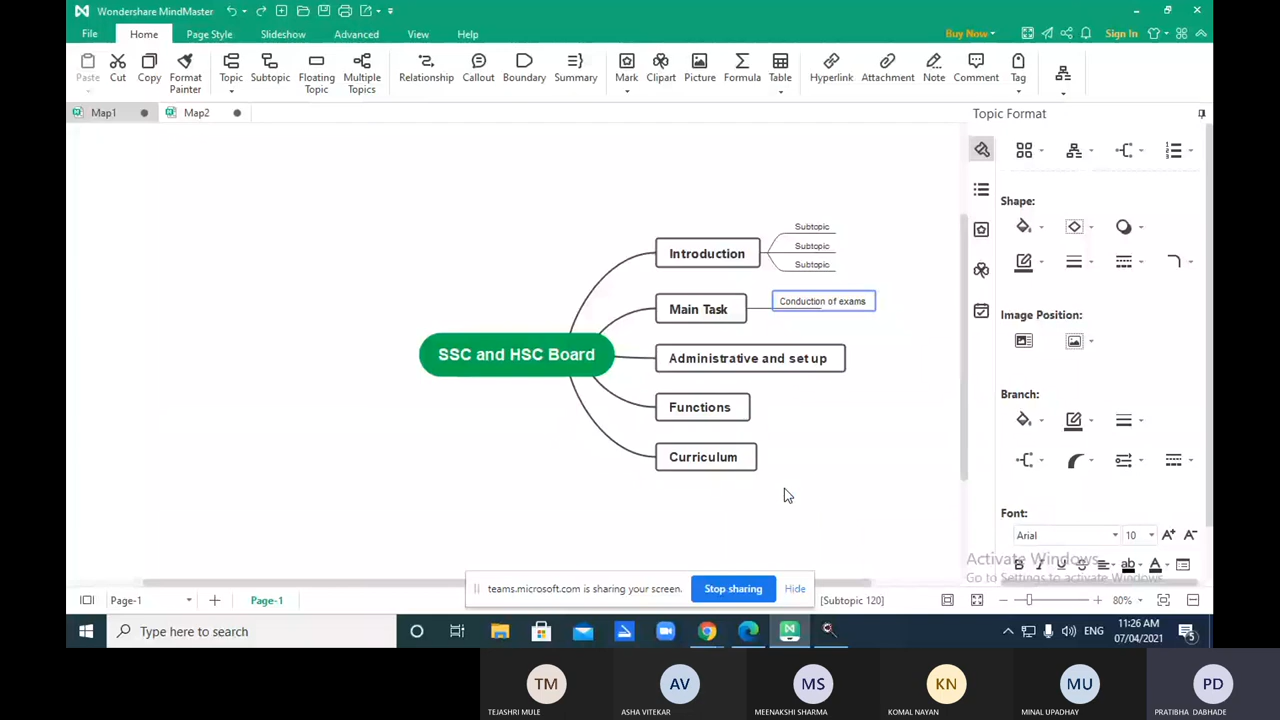 Wondershare MindMaster
File Home Page Style Slideshow Advanced View Help Buy Now Sign In
Paste Cut Copy Format Painter Topic Subtopic Floating Topic Multiple Topics Relationship Callout Boundary Summary Mark Clipart Picture Formula Table Hyperlink Attachment Note Comment Tag
Map1 Map2 Topic Format
Shape:
Subtopic
Introduction
Subtopic
Subtopic
Main Task
Conduction of exams
Image Position:
SSC and HSC Board
Administrative and set up
Branch:
Functions
Curriculum
Font:
Arial 10
Activate Windows
Go to Settings to activate Windows.
teams.microsoft.com is sharing your screen. Stop sharing Hide
Page-1 Page-1 [Subtopic 120] 80%
Type here to search ENG 11:26 AM
07/04/2021 5
TM AV MS KN MU PD
TEJASHRI MULE ASHA VITEKAR MEENAKSHI SHARMA KOMAL NAYAN MINAL UPADHAY PRATIBHA DABHADE